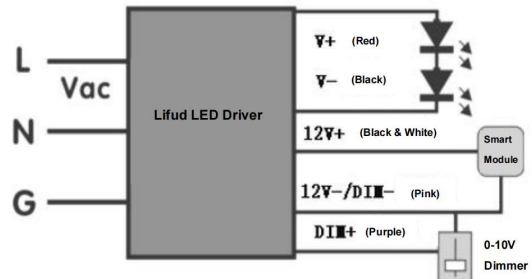 L
Vac
N
G
Lifud LED Driver
V+ (Red)
V- (Black)
12V+ (Black & White)
12V-/DIM- (Pink)
DIM+ (Purple)
Smart
Module
0-10V
Dimmer